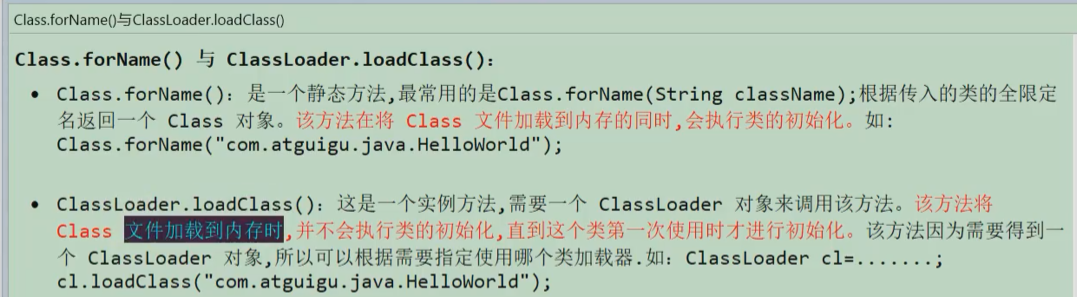 Class.forName()与ClassLoader.loadClass()
Class.forName() 与 ClassLoader.loadClass():
• Class.forName(): 是一个静态方法,最常用的是Class.forName(String className);根据传入的类的全限定
名返回一个 Class 对象。该方法在将 Class 文件加载到内存的同时,会执行类的初始化。如:
Class.forName("com.atguigu.java.HelloWorld");
• ClassLoader.loadClass(): 这是一个实例方法,需要一个 ClassLoader 对象来调用该方法。该方法将
Class 文件加载到内存时,并不会执行类的初始化,直到这个类第一次使用时才进行初始化。该方法因为需要得到一
个 ClassLoader 对象,所以可以根据需要指定使用哪个类加载器.如: ClassLoader cl=.......;
cl.loadClass("com.atguigu.java.HelloWorld");